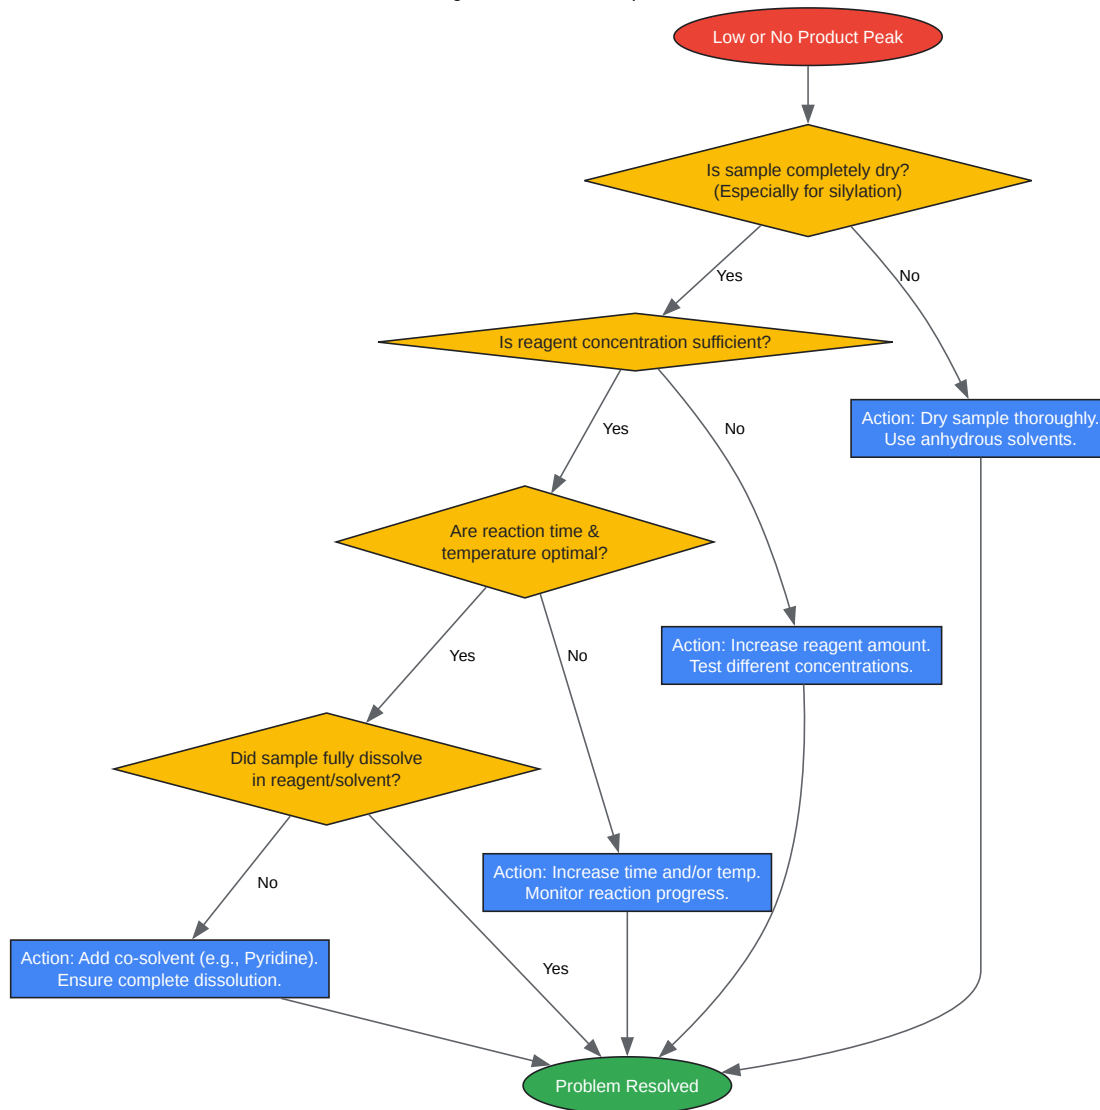 Low or No Product Peak
Is sample completely dry?
(Especially for silylation)
Yes
No
Is reagent concentration sufficient?
Action: Dry sample thoroughly.
Use anhydrous solvents.
Yes
No
Are reaction time &
temperature optimal?
Action: Increase reagent amount.
Test different concentrations.
Yes
No
Did sample fully dissolve
in reagent/solvent?
Action: Increase time and/or temp.
Monitor reaction progress.
No
Yes
Action: Add co-solvent (e.g., Pyridine).
Ensure complete dissolution.
Problem Resolved